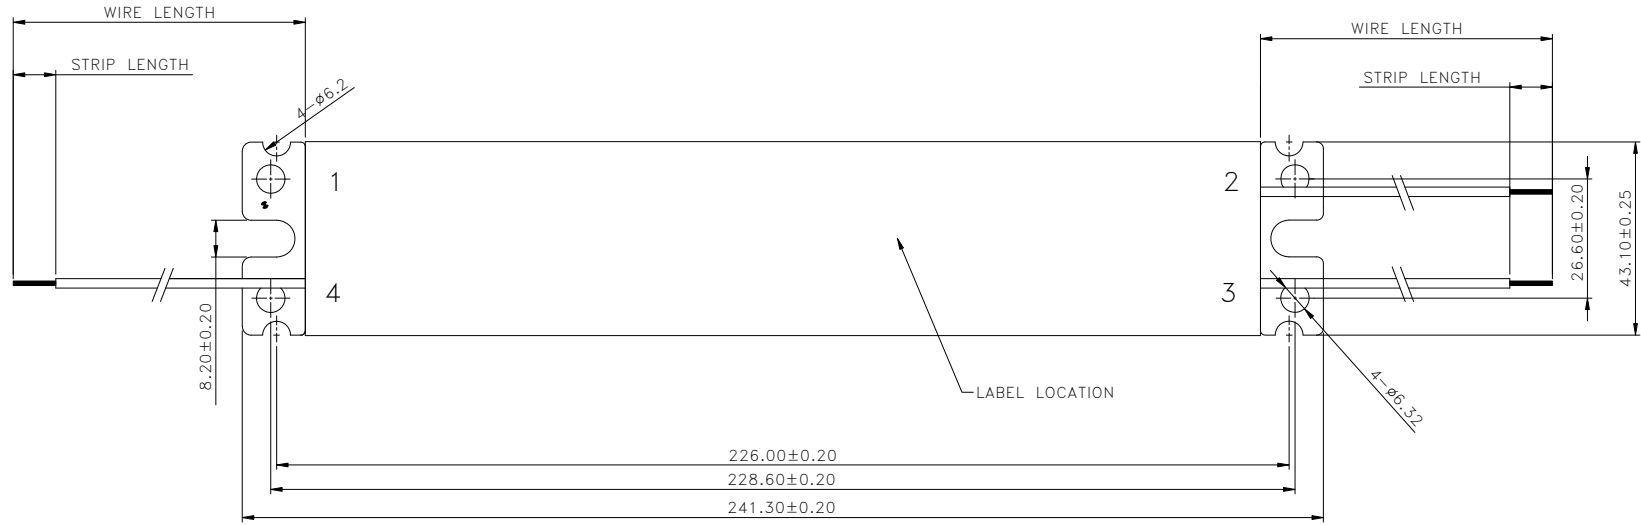 WIRE LENGTH
WIRE LENGTH
STRIP LENGTH
STRIP LENGTH
4-ø6.2
1
2
26.60±0.20
43.10±0.25
4
3
8.20±0.20
LABEL LOCATION
4-ø6.32
226.00±0.20
228.60±0.20
241.30±0.20